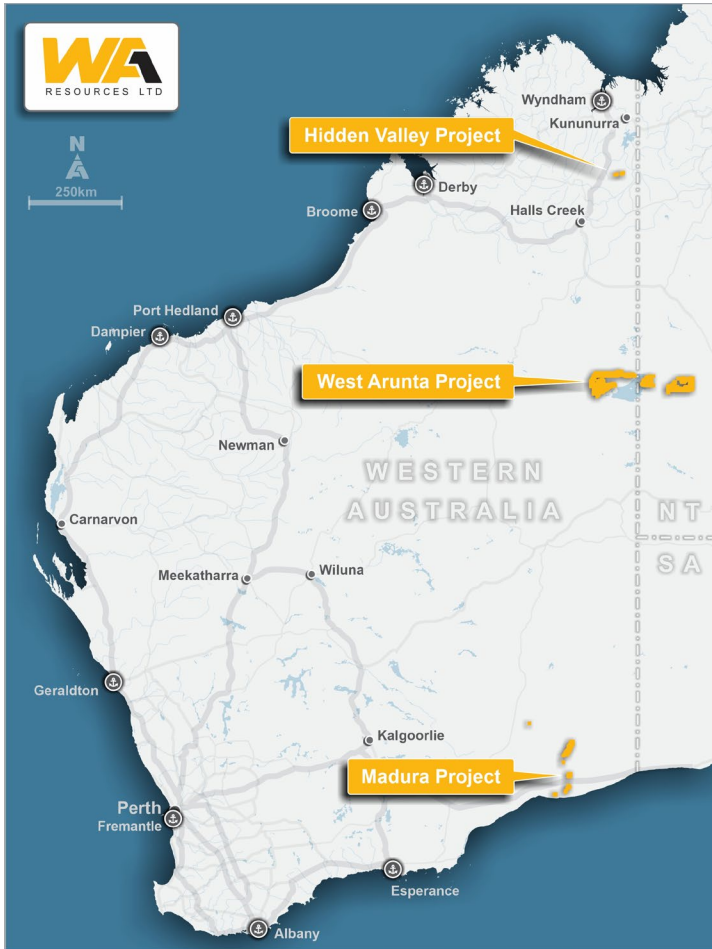 WA
RESOURCES LTD
N
250km
Wyndham
Kununurra
Hidden Valley Project
Derby
Broome
Halls Creek
Port Hedland
Dampier
West Arunta Project
Newman
WESTERN
AUSTRALIA
NT
Carnarvon
SA
Meekatharra
Wiluna
Geraldton
Kalgoorlie
Madura Project
Perth
Fremantle
Esperance
Albany